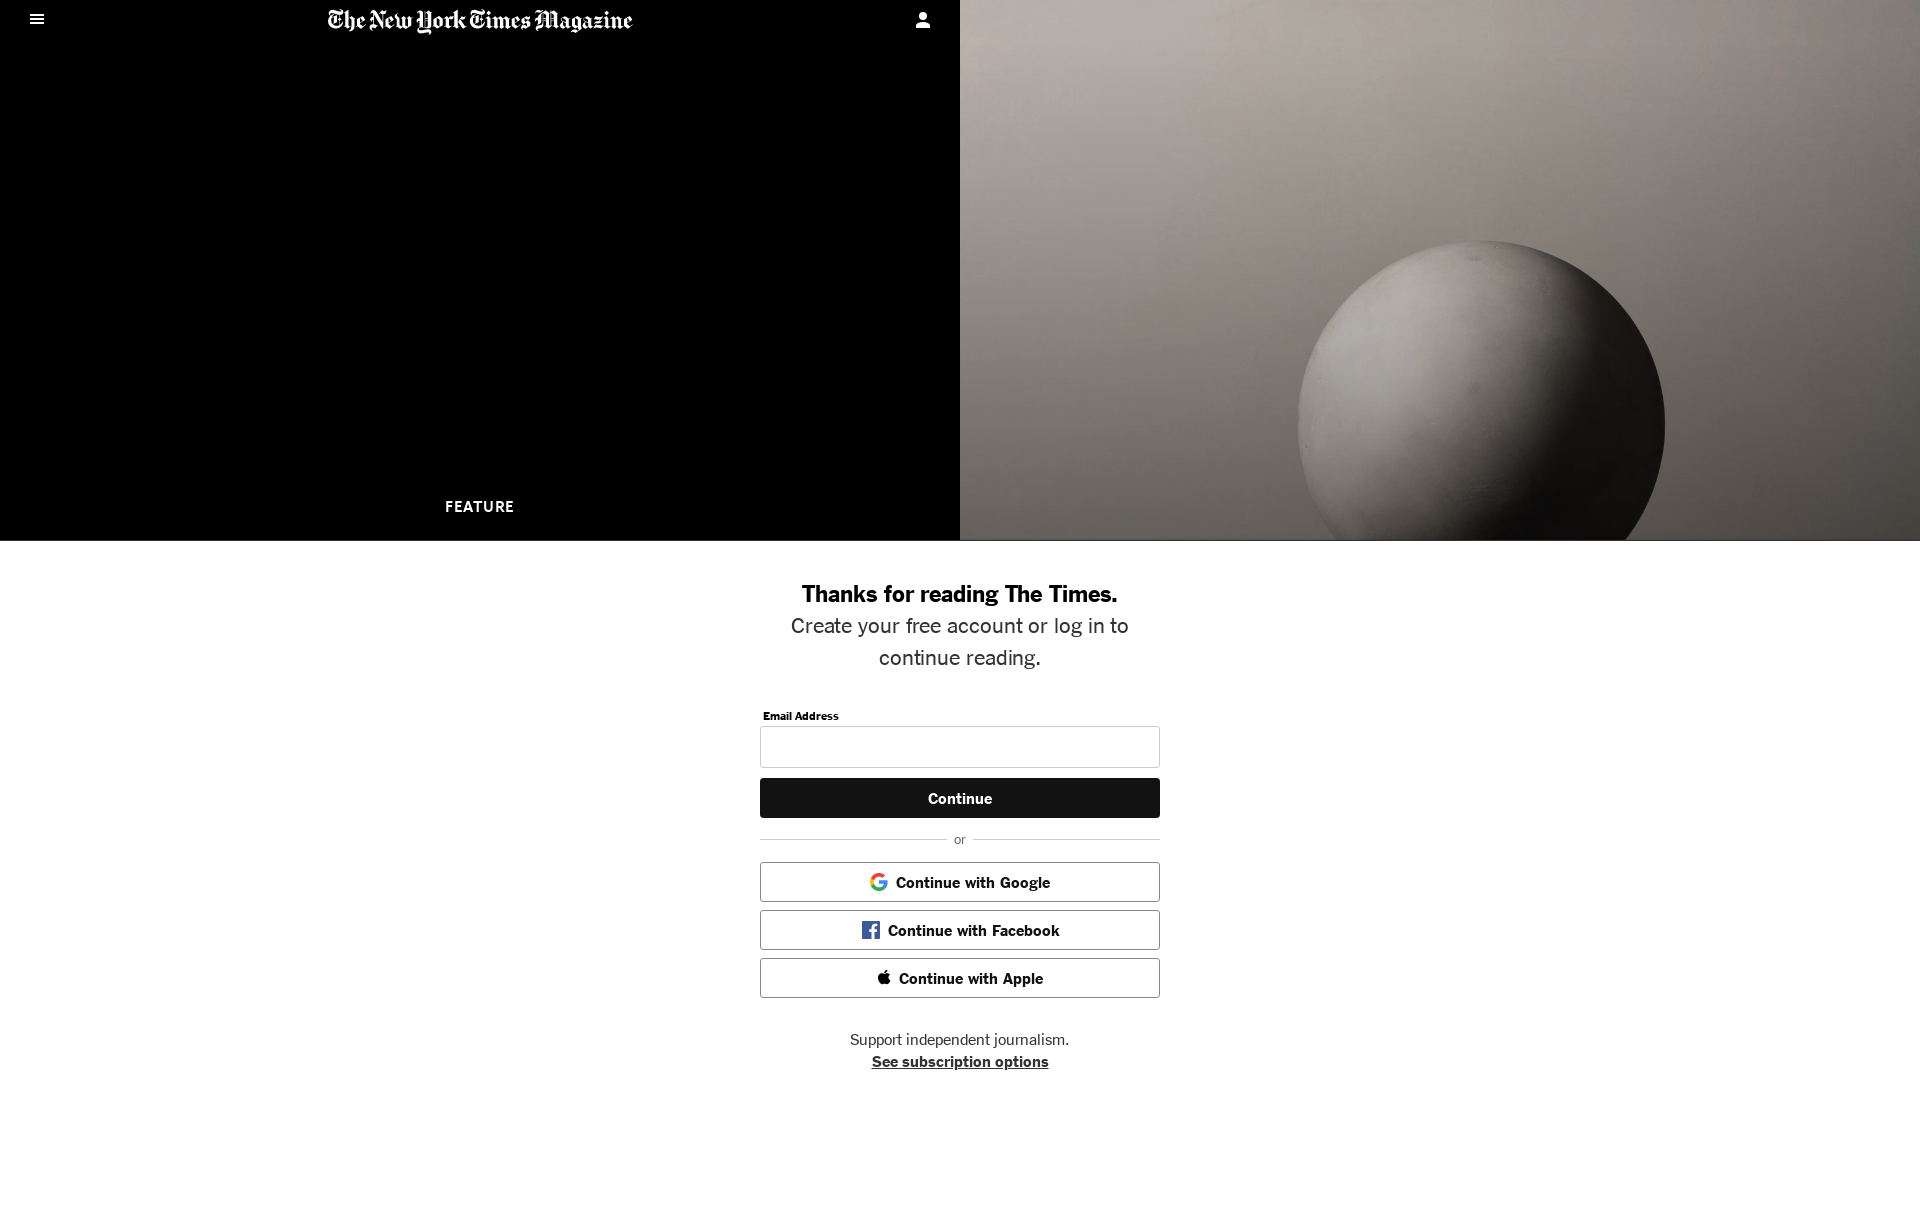 The New York Times Magazine
FEATURE
Thanks for reading The Times.
Create your free account or log in to
continue reading.
Email Address
Continue
or
Continue with Google
Continue with Facebook
Continue with Apple
Support independent journalism.
See subscription options